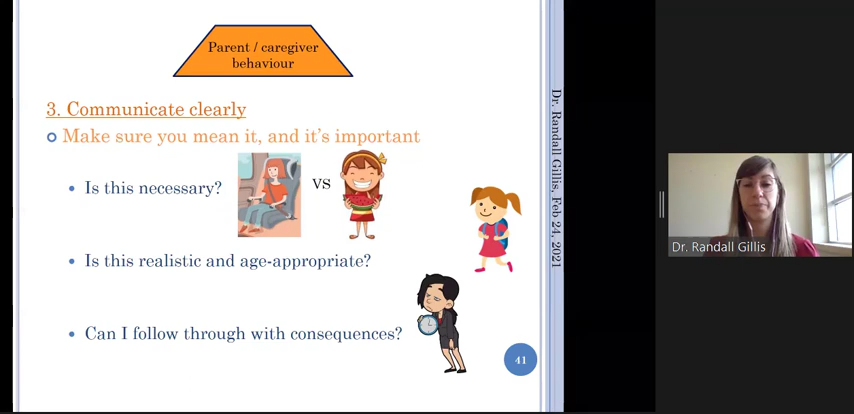 Parent / caregiver
behaviour
3. Communicate clearly
Make sure you mean it, and it's important
Is this necessary?
VS
Is this realistic and age-appropriate?
Can I follow through with consequences?
41
Dr. Randall Gillis, Feb 24, 2021
Dr. Randall Gillis